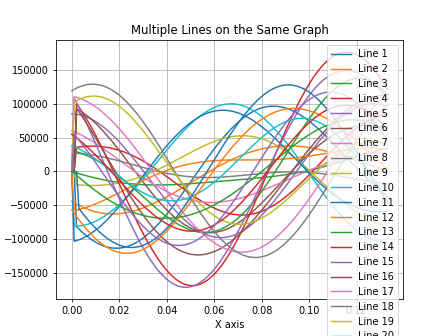 Multiple Lines on the Same Graph
150000
100000
50000
0
−50000
−100000
−150000
0.00
0.02
0.04
0.06
0.08
0.10
X axis
Line 1
Line 2
Line 3
Line 4
Line 5
Line 6
Line 7
Line 8
Line 9
Line 10
Line 11
Line 12
Line 13
Line 14
Line 15
Line 16
Line 17
Line 18
Line 19
Line 20